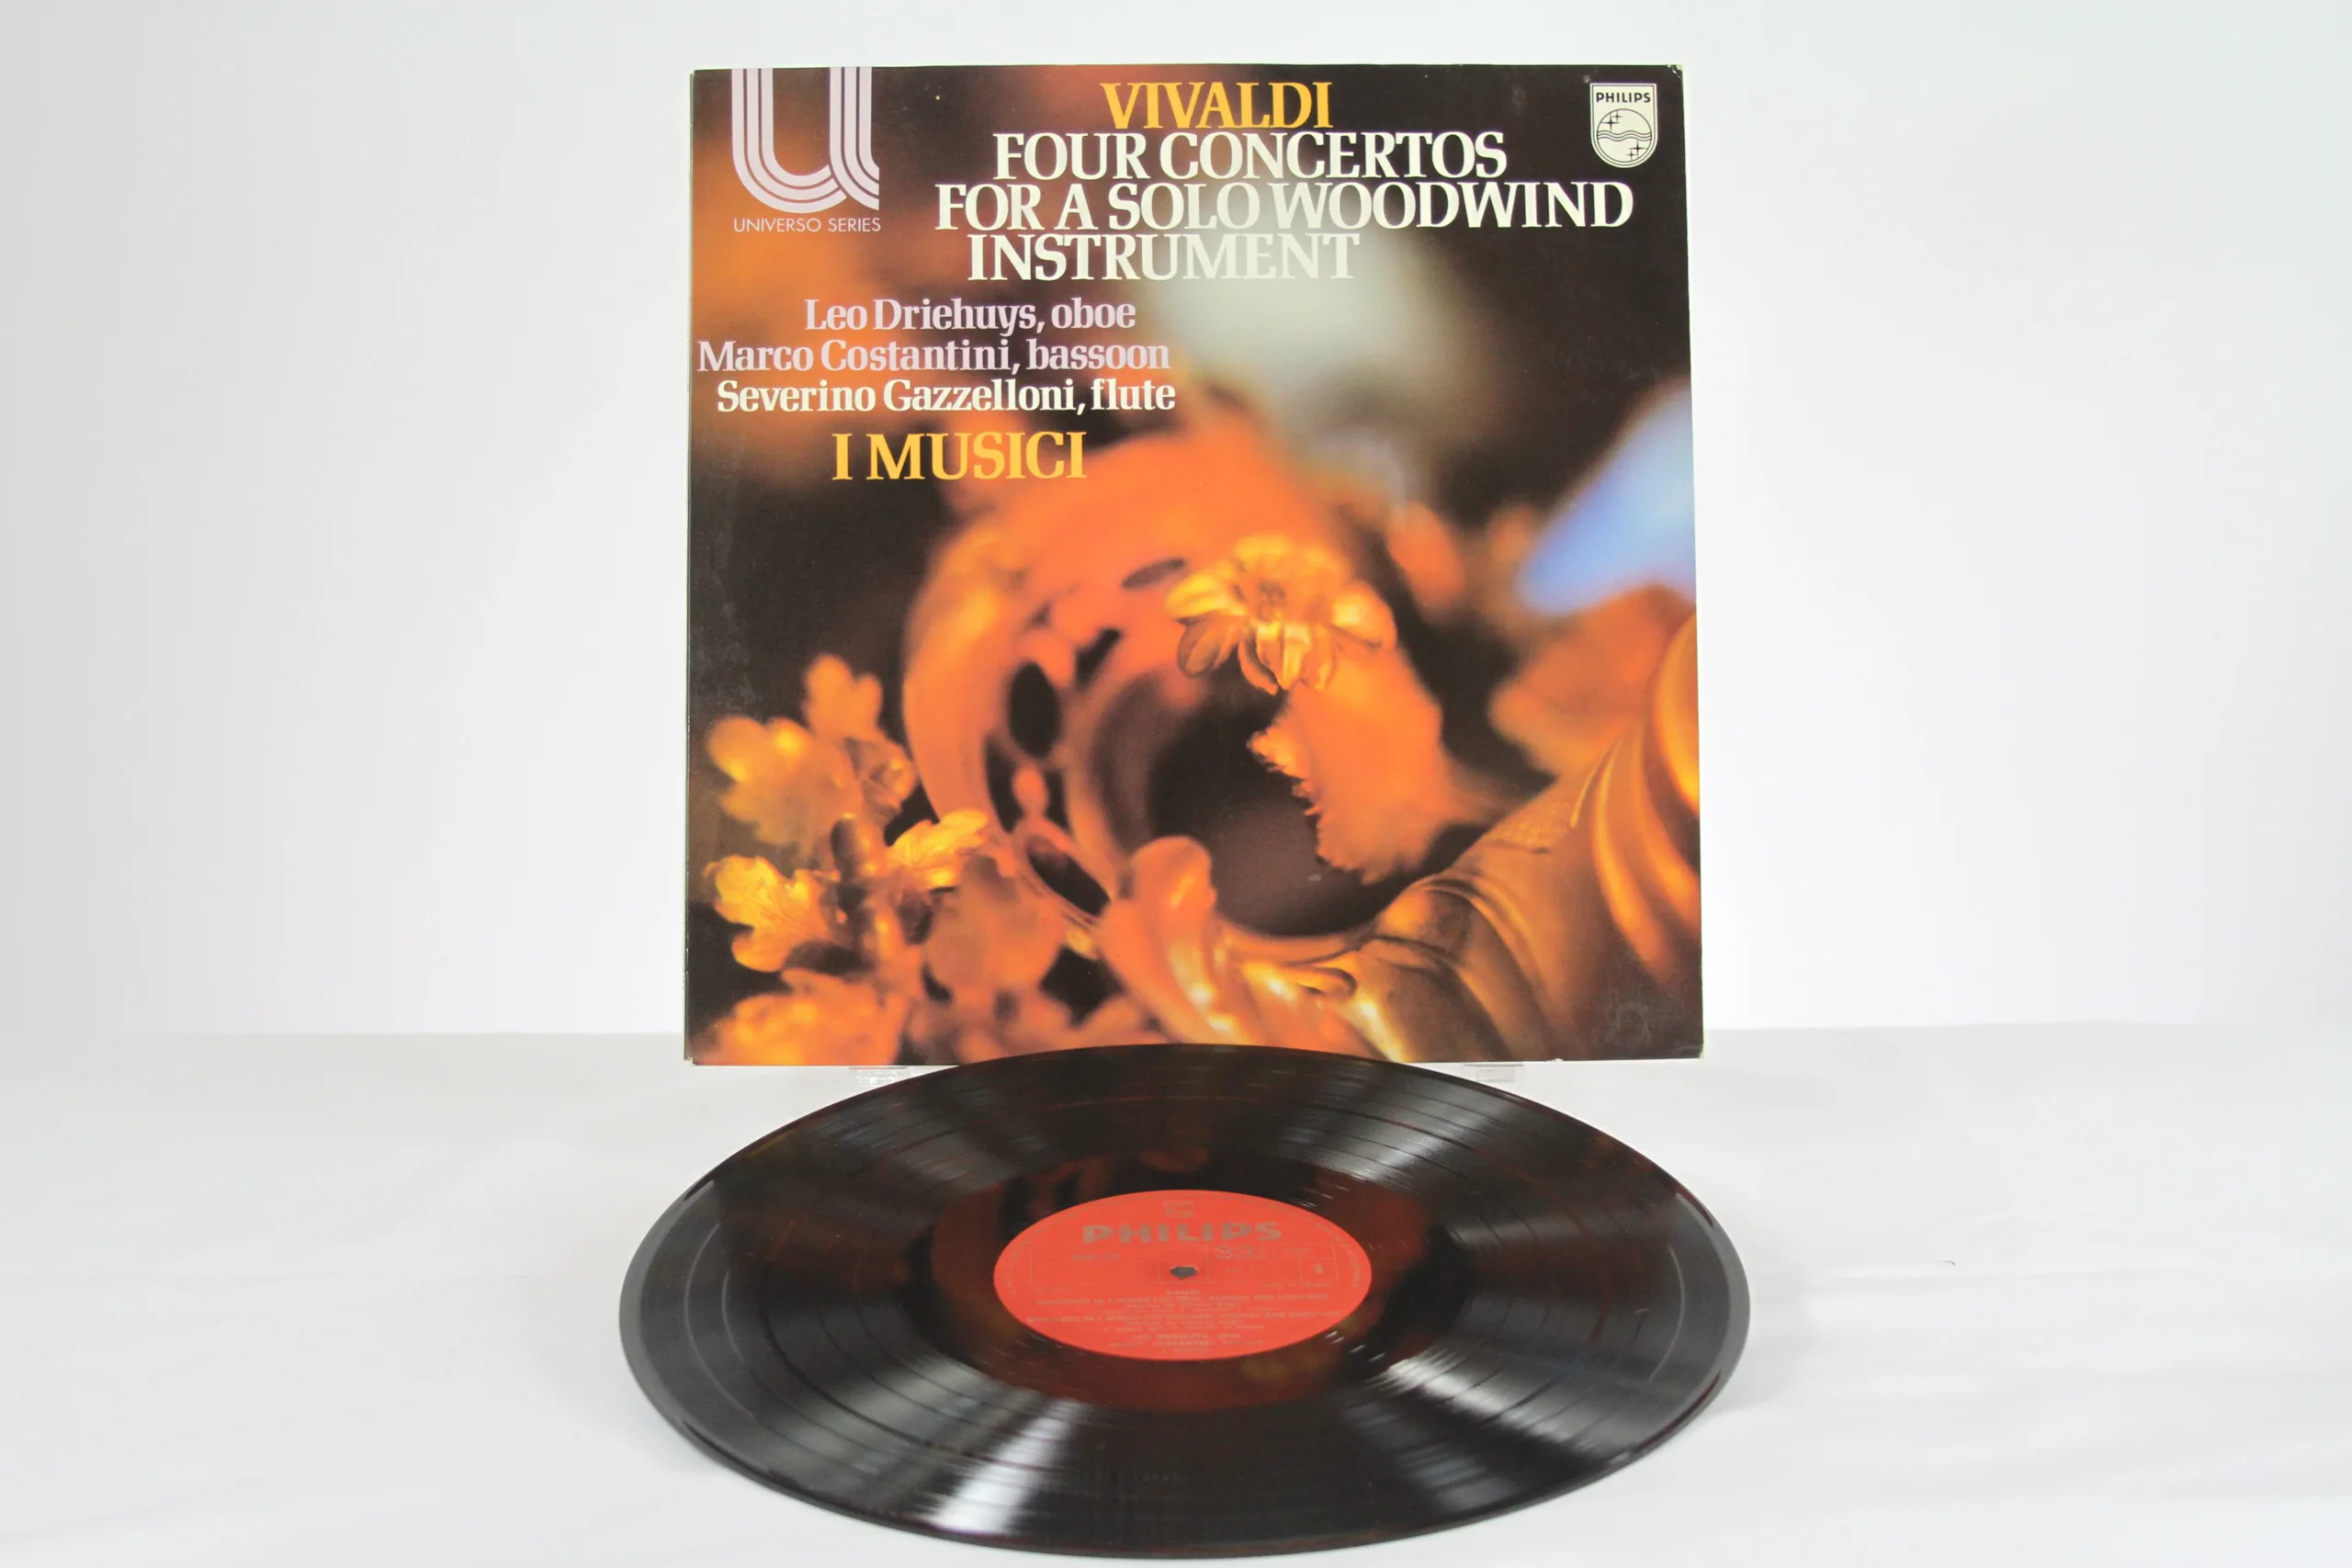 UNIVERSO SERIES
VIVALDI
FOUR CONCERTOS
FOR A SOLO WOODWIND
INSTRUMENT
PHILIPS
Leo Driehuys, oboe
Marco Costantini, bassoon
Severino Gazzelloni, flute
I MUSICI
PHILIPS